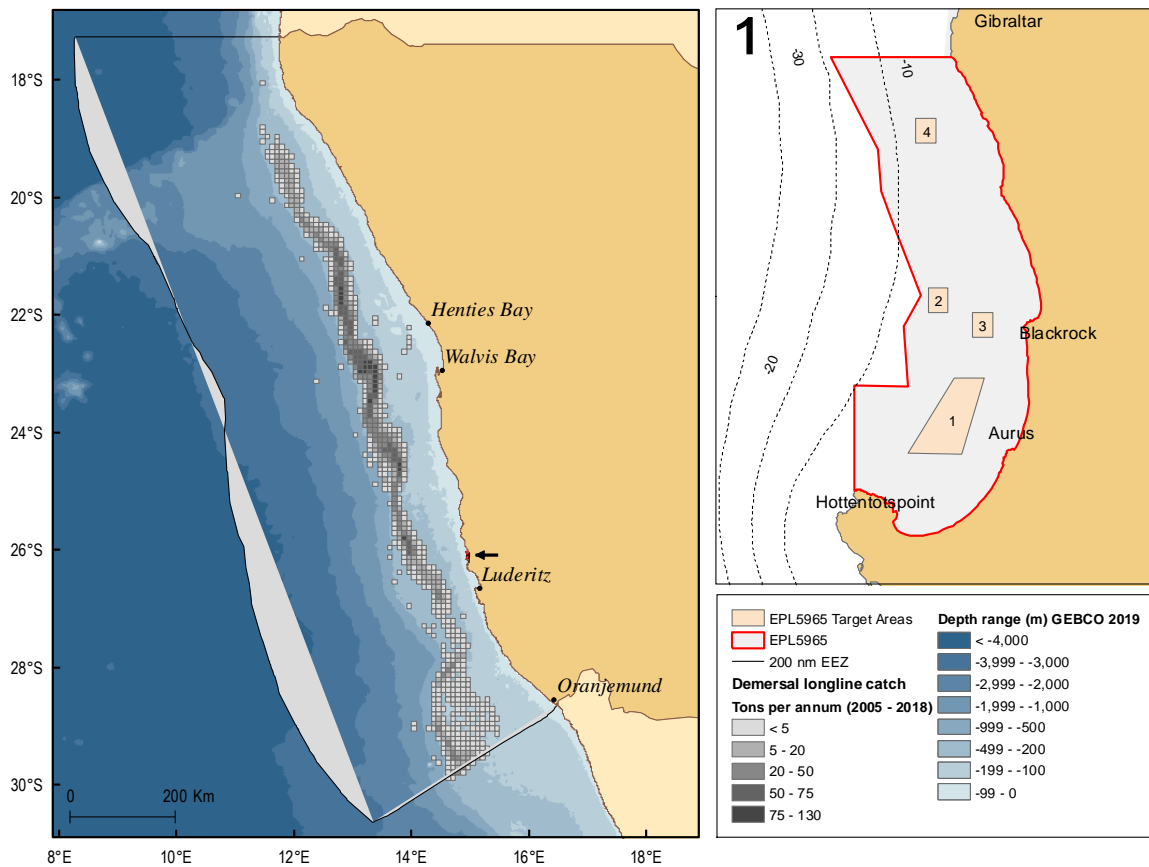 18°S
20°S
22°S
24°S
26°S
28°S
30°S
Henties Bay
Walvis Bay
Luderitz
Oranjemund
0 200 Km
8°E 10°E 12°E 14°E 16°E 18°E
1
Gibraltar
-30
-10
4
2
3
Blackrock
-20
1
Aurus
Hottentotspoint
EPL5965 Target Areas
EPL5965
200 nm EEZ
Demersal longline catch
Tons per annum (2005 - 2018)
< 5
5 - 20
20 - 50
50 - 75
75 - 130
Depth range (m) GEBCO 2019
< -4,000
-3,999 - -3,000
-2,999 - -2,000
-1,999 - -1,000
-999 - -500
-499 - -200
-199 - -100
-99 - 0